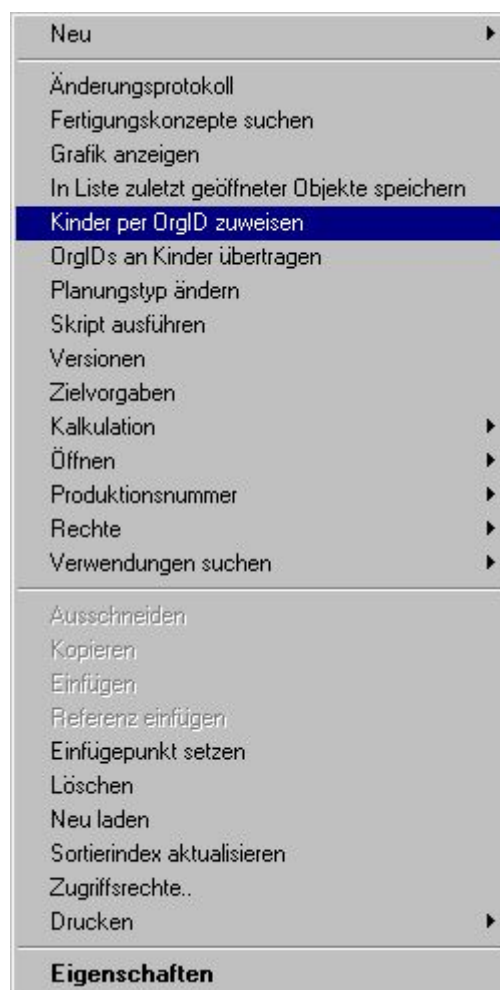 Neu
Änderungsprotokoll
Fertigungskonzepte suchen
Grafik anzeigen
In Liste zuletzt geöffneter Objekte speichern
Kinder per OrgID zuweisen
OrgIDs an Kinder übertragen
Planungstyp ändern
Skript ausführen
Versionen
Zielvorgaben
Kalkulation
Öffnen
Produktionsnummer
Rechte
Verwendungen suchen
Ausschneiden
Kopieren
Einfügen
Referenz einfügen
Einfügepunkt setzen
Löschen
Neu laden
Sortierindex aktualisieren
Zugriffsrechte..
Drucken
Eigenschaften